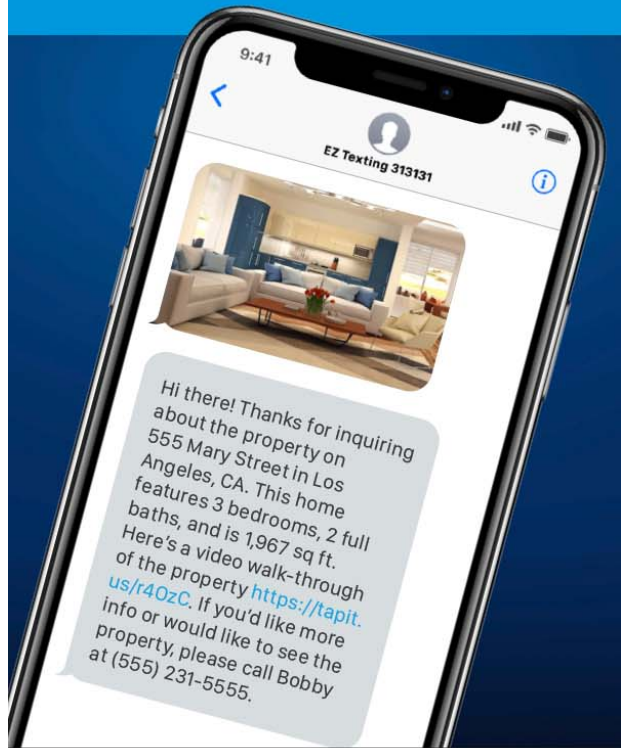 9:41
EZ Texting 313131
Hi there! Thanks for inquiring
about the property on
555 Mary Street in Los
Angeles, CA. This home
features 3 bedrooms, 2 full
baths, and is 1,967 sq ft.
Here's a video walk-through
of the property https://tapit.
us/r4OzC. If you'd like more
info or would like to see the
property, please call Bobby
at (555) 231-5555.